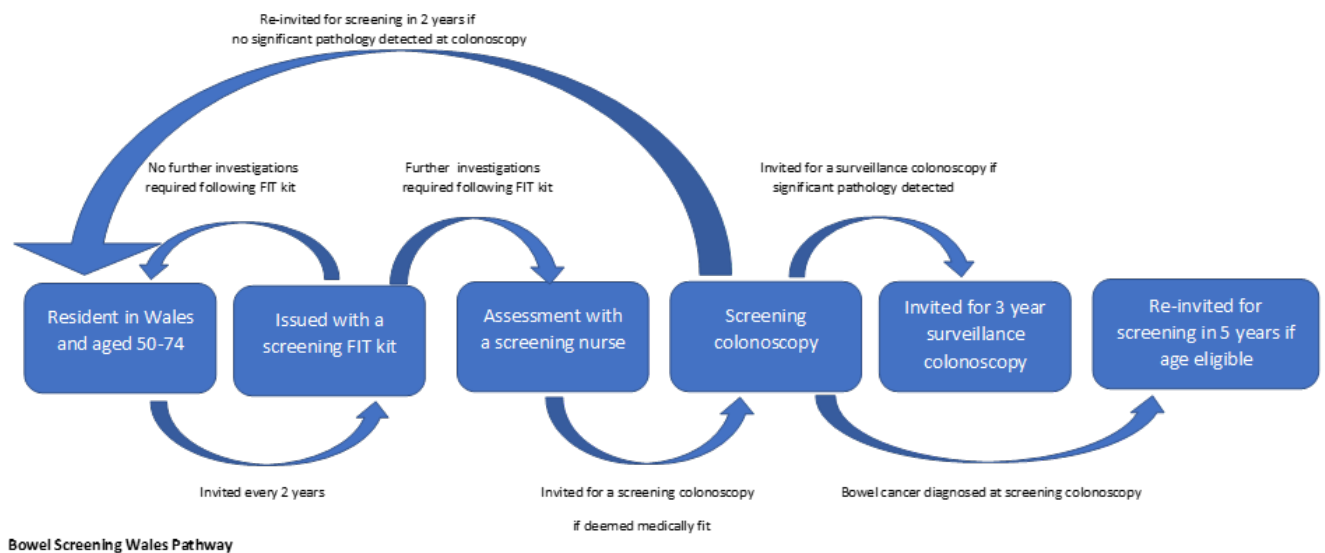 Re-invited for screening in 2 years if
no significant pathology detected at colonoscopy
No further investigations
required following FIT kit
Further investigations
required following FIT kit
Invited for a surveillance colonoscopy if
significant pathology detected
Resident in Wales
and aged 50-74
Issued with a
screening FIT kit
Assessment with
a screening nurse
Screening
colonoscopy
Invited for 3 year
surveillance
colonoscopy
Re-invited for
screening in 5 years if
age eligible
Invited every 2 years
Invited for a screening colonoscopy
if deemed medically fit
Bowel cancer diagnosed at screening colonoscopy
Bowel Screening Wales Pathway